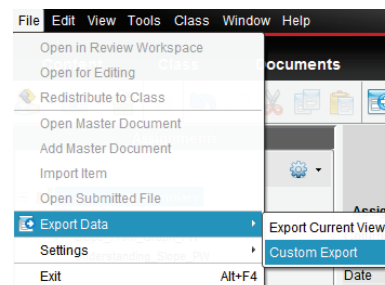 File Edit View Tools Class Window Help
Open in Review Workspace
Open for Editing
ocuments
Redistribute to Class
Open Master Document
Add Master Document
Import Item
Open Submitted File
Export Data
Export Current View
Settings
Custom Export
Exit Alt+F4
Date